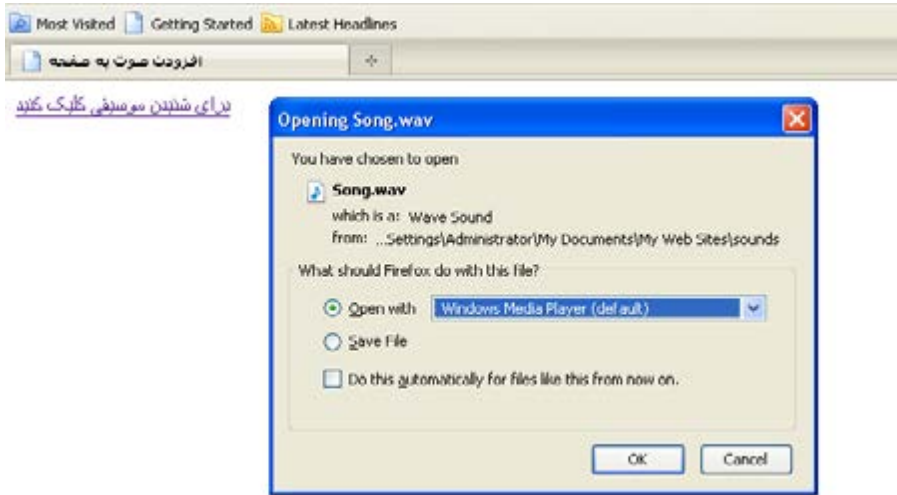 Most Visited Getting Started Latest Headlines
افزودن صوت به صفحه
برای شنیدن موسیقی کلیک کنید
Opening Song.wav
You have chosen to open
Song.wav
which is a: Wave Sound
from: ...Settings\Administrator\My Documents\My Web Sites\sounds
What should Firefox do with this file?
Open with Windows Media Player (default)
Save File
Do this automatically for files like this from now on.
OK Cancel